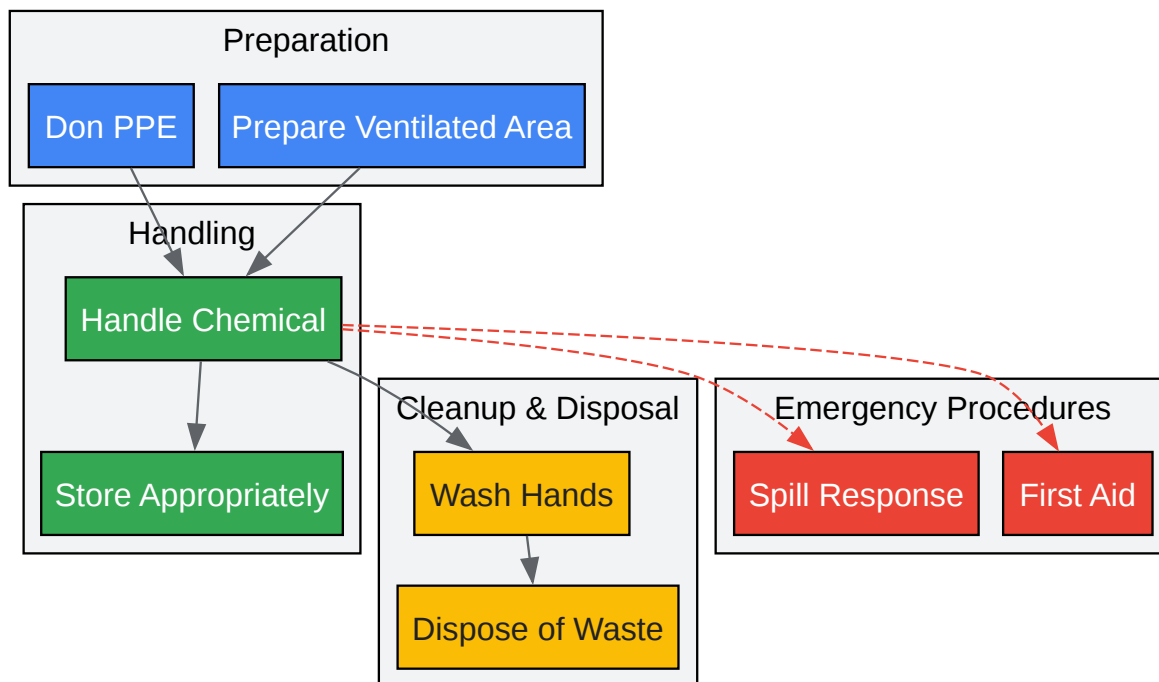 Preparation
Don PPE
Prepare Ventilated Area
Handling
Handle Chemical
Store Appropriately
Cleanup & Disposal
Wash Hands
Dispose of Waste
Emergency Procedures
Spill Response
First Aid